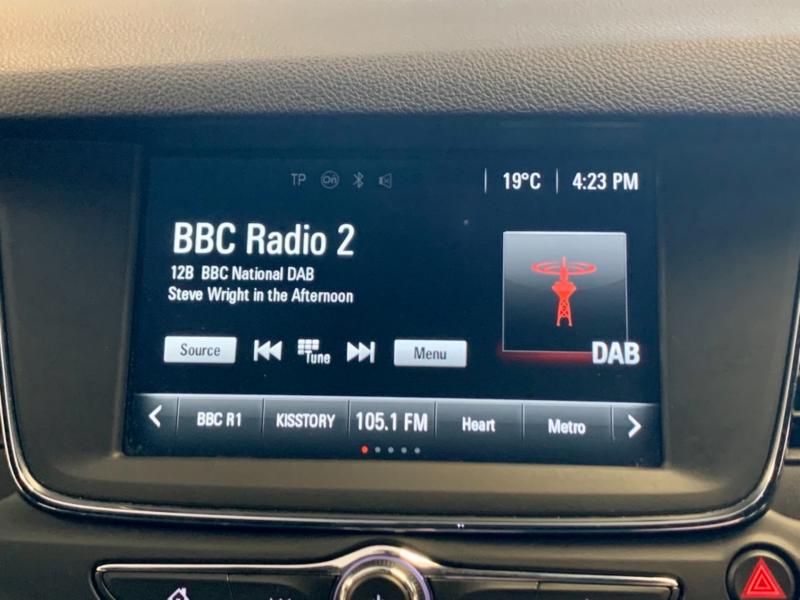 TP On 19°C 4:23 PM
BBC Radio 2
12B BBC National DAB
Steve Wright in the Afternoon
DAB
Source Tune Menu
BBC R1 KISSTORY 105.1 FM Heart Metro